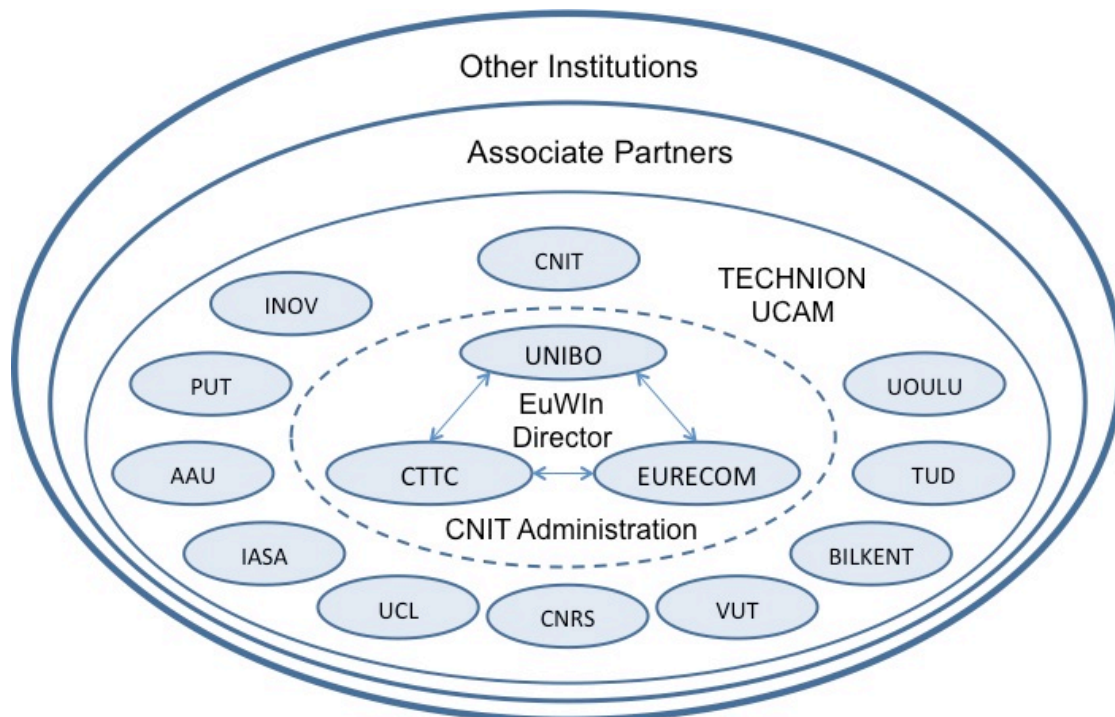 Other Institutions
Associate Partners
CNIT
TECHNION
UCAM
INOV
UNIBO
PUT
UOULU
EuWIn
Director
AAU
CTTC
EURECOM
TUD
CNIT Administration
IASA
BILKENT
UCL
CNRS
VUT